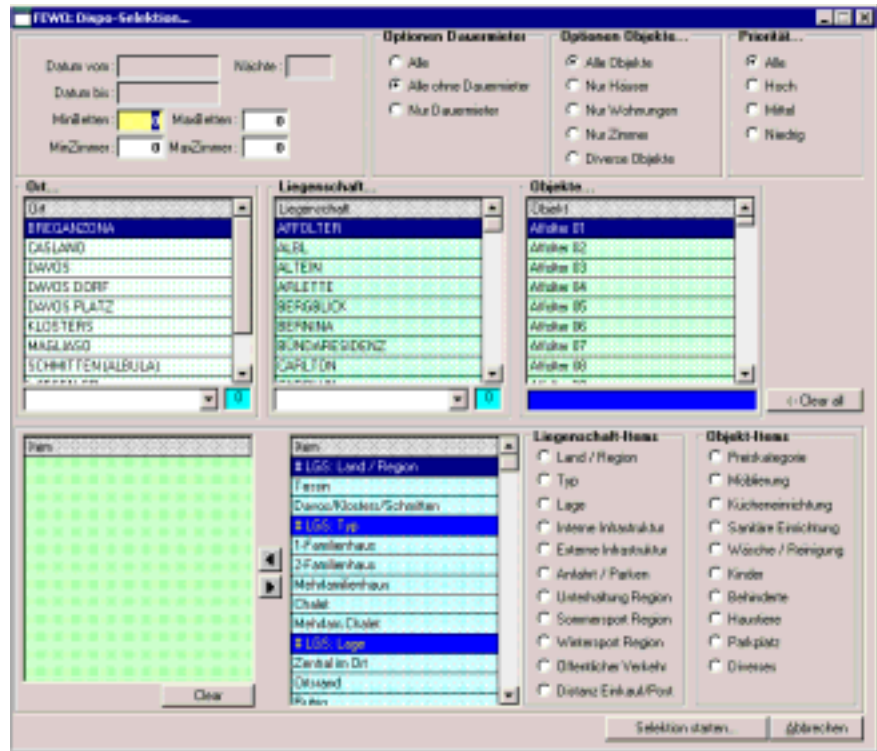 FEWO: Dispo-Selektion...
Datum vom: Nächte:
Datum bis:
MinBetten: 0 MaxBetten: 0
MinZimmer: 0 MaxZimmer: 0
Optionen Dauermieter
Alle
Alle ohne Dauermieter
Nur Dauermieter
Optionen Objekte...
Alle Objekte
Nur Häuser
Nur Wohnungen
Nur Zimmer
Diverse Objekte
Priorität...
Alle
Hoch
Mittel
Niedrig
Ort...
Ort
BREGANZONA
CASLANO
DAVOS
DAVOS DORF
DAVOS PLATZ
KLOSTERS
MAGLIASO
SCHMITTEN (ALBULA)
0
Liegenschaft...
Liegenschaft
AFFOLTER
ALBL
ALTEIN
ARLETTE
BERGBLICK
BERNINA
BÜNDARESIDENZ
CARLTON
0
Objekte...
Objekt
Affolter 01
Affolter 02
Affolter 03
Affolter 04
Affolter 05
Affolter 06
Affolter 07
Affolter 08
Clear all
Item
Clear
Item
# LGS: Land / Region
Tessin
Davos/Klosters/Schmitten
# LGS: Typ
1-Familienhaus
2-Familienhaus
Mehrfamilienhaus
Chalet
Mehrfam.Chalet
# LGS: Lage
Zentral im Ort
Ortsrand
Liegenschaft-Items
Land / Region
Typ
Lage
Interne Infrastruktur
Externe Infrastruktur
Anfahrt / Parken
Unterhaltung Region
Sommersport Region
Wintersport Region
Öffentlicher Verkehr
Distanz Einkauf/Post
Objekt-Items
Preiskategorie
Möblierung
Kücheneinrichtung
Sanitäre Einrichtung
Wäsche / Reinigung
Kinder
Behinderte
Haustiere
Parkplatz
Diverses
Selektion starten...
Abbrechen